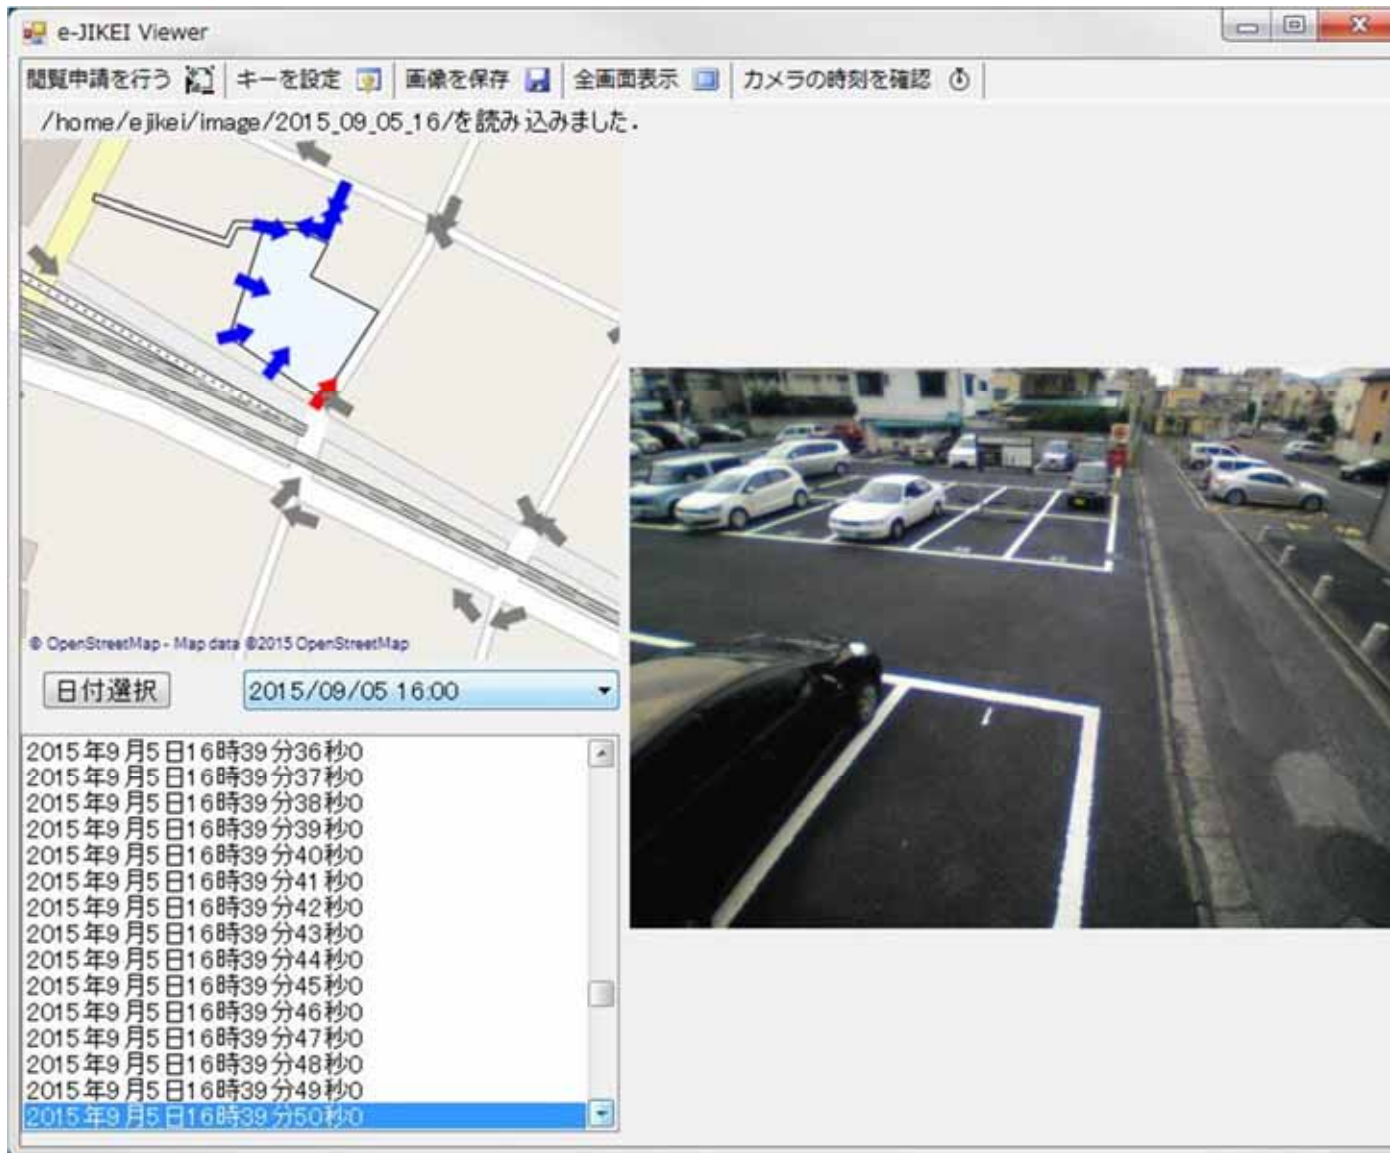 e-JIKEI Viewer
閲覧申請を行う キーを設定 画像を保存 全画面表示 カメラの時刻を確認
/home/ejikei/image/2015_09_05_16/を読み込みました.
© OpenStreetMap - Map data ©2015 OpenStreetMap
日付選択 2015/09/05 16:00
2015年9月5日16時39分36秒0
2015年9月5日16時39分37秒0
2015年9月5日16時39分38秒0
2015年9月5日16時39分39秒0
2015年9月5日16時39分40秒0
2015年9月5日16時39分41秒0
2015年9月5日16時39分42秒0
2015年9月5日16時39分43秒0
2015年9月5日16時39分44秒0
2015年9月5日16時39分45秒0
2015年9月5日16時39分46秒0
2015年9月5日16時39分47秒0
2015年9月5日16時39分48秒0
2015年9月5日16時39分49秒0
2015年9月5日16時39分50秒0